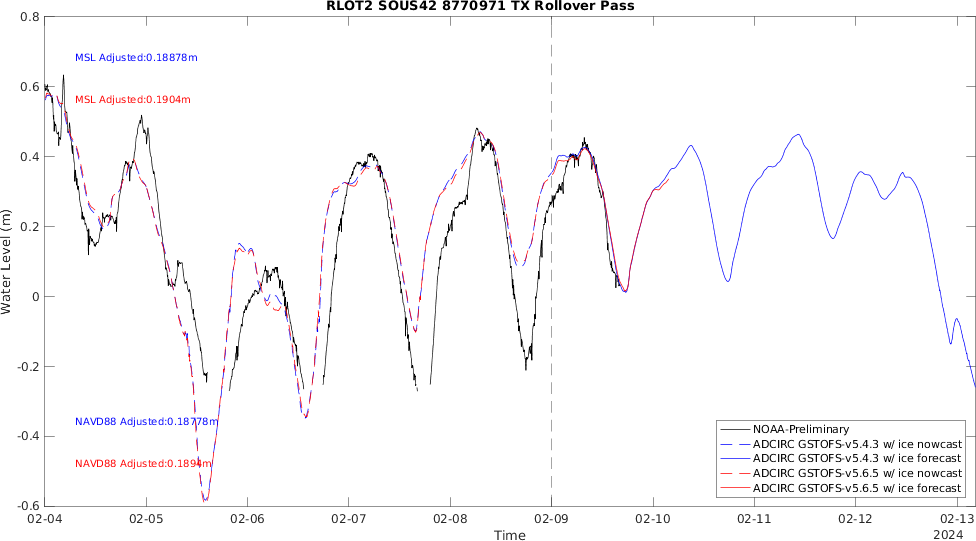 RLOT2 SOUS42 8770971 TX Rollover Pass
0.8
0.6
0.4
0.2
0
-0.2
-0.4
-0.6
Water Level (m)
MSL Adjusted:0.18878m
MSL Adjusted:0.1904m
NAVD88 Adjusted:0.18778m
NAVD88 Adjusted:0.1894m
NOAA-Preliminary
ADCIRC GSTOFS-v5.4.3 w/ ice nowcast
ADCIRC GSTOFS-v5.4.3 w/ ice forecast
ADCIRC GSTOFS-v5.6.5 w/ ice nowcast
ADCIRC GSTOFS-v5.6.5 w/ ice forecast
02-04 02-05 02-06 02-07 02-08 02-09 02-10 02-11 02-12 02-13
Time
2024